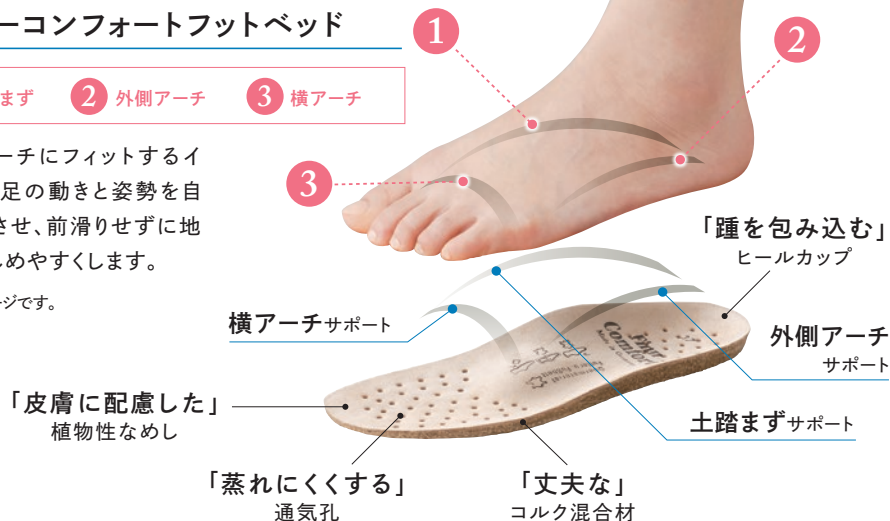 ーコンフォートフットベッド
1
2
まず 2 外側アーチ 3 横アーチ
ーチにフィットするイ
足の動きと姿勢を自
させ、前滑りせずに地
しめやすくします。
ージです。
3
「踵を包み込む」
ヒールカップ
横アーチサポート
外側アーチ
サポート
Finn
Comfort
「皮膚に配慮した」
植物性なめし
土踏まずサポート
「蒸れにくくする」
通気孔
「丈夫な」
コルク混合材